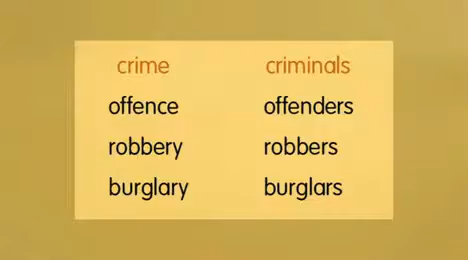 crime criminals
offence offenders
robbery robbers
burglary burglars